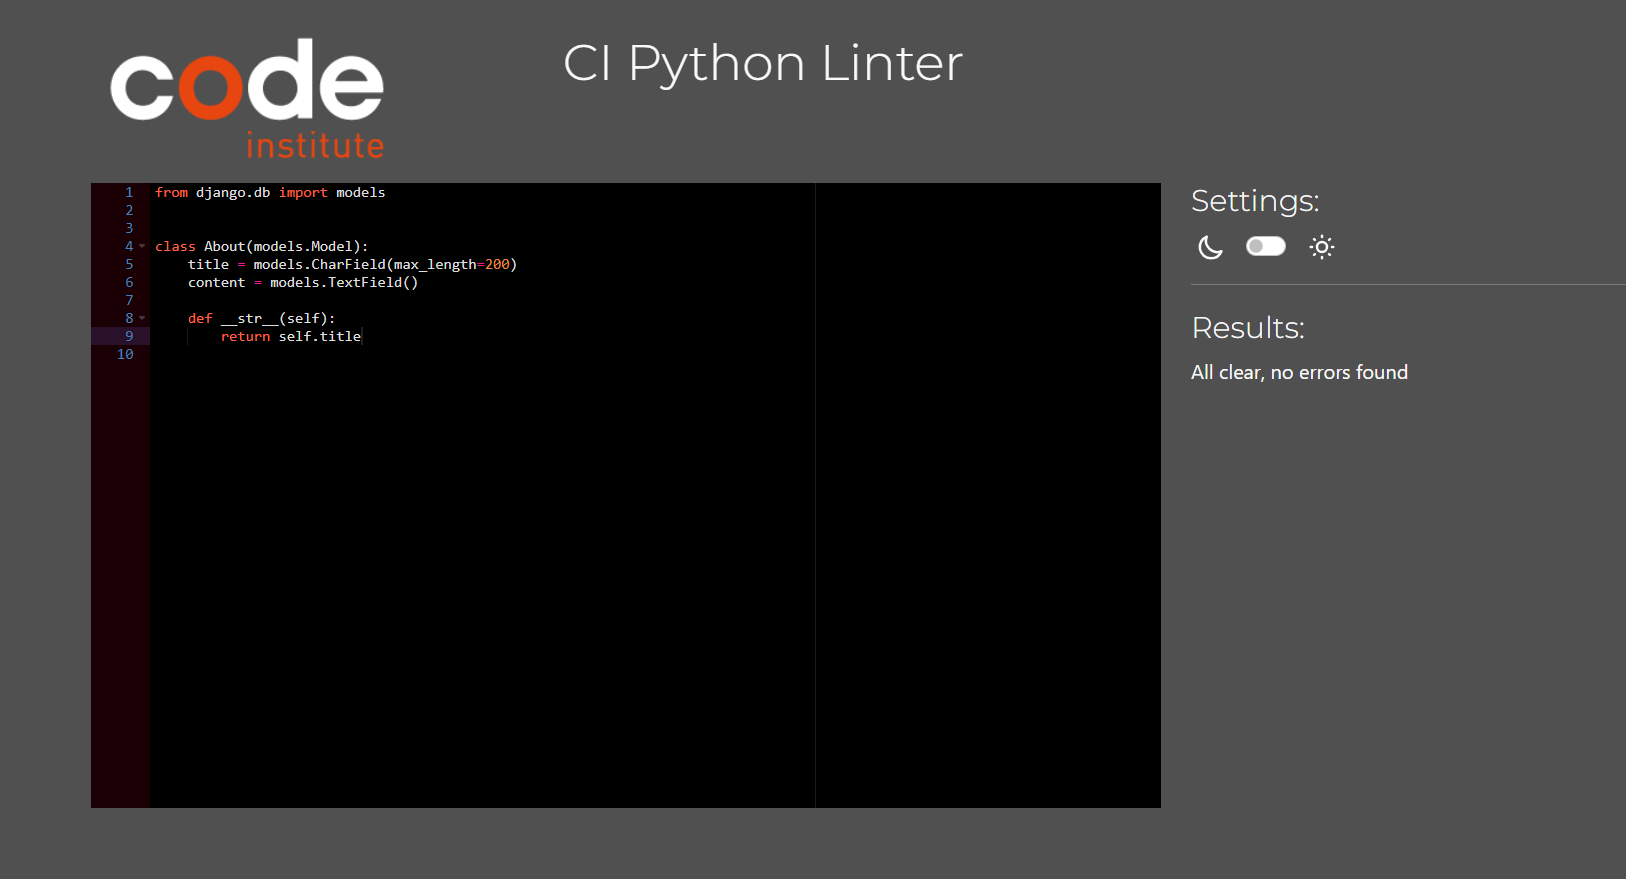 code
institute
CI Python Linter
1 from django.db import models
2
3
4 class About(models.Model):
5     title = models.CharField(max_length=200)
6     content = models.TextField()
7
8     def __str__(self):
9         return self.title
10
Settings:
Results:
All clear, no errors found